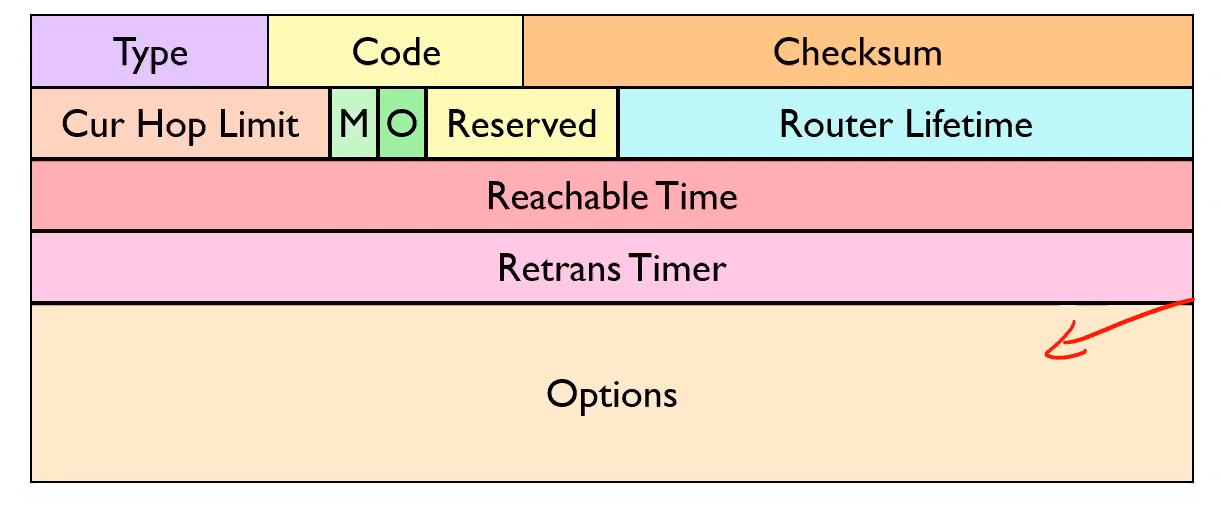 Type Code Checksum
Cur Hop Limit M O Reserved Router Lifetime
Reachable Time
Retrans Timer
Options